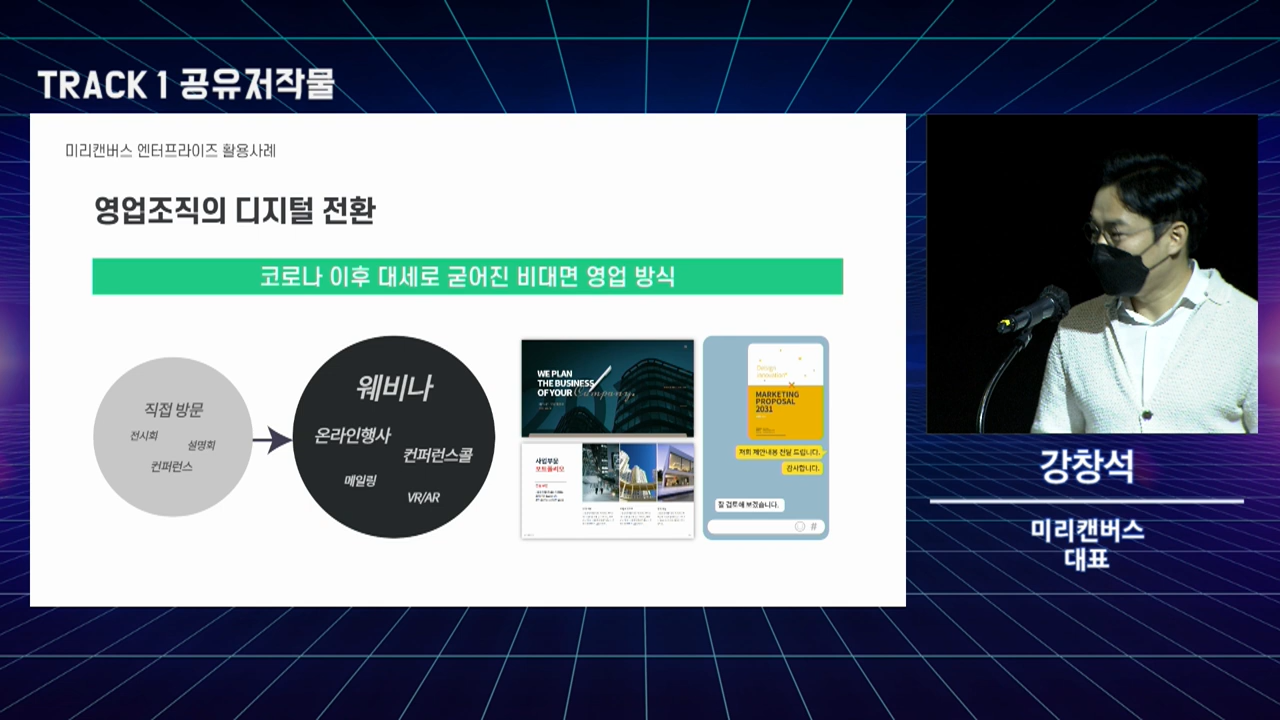 TRACK 1 공유저작물
미리캔버스 엔터프라이즈 활용사례
영업조직의 디지털 전환
코로나 이후 대세로 굳어진 비대면 영업 방식
직접 방문
전시회
설명회
컨퍼런스
웨비나
온라인행사
컨퍼런스콜
메일링
VR/AR
WE PLAN
THE BUSINESS
OF YOUR Company.
사업부문
포트폴리오
Design
innovation
MARKETING
PROPOSAL
2031
저희 제안내용 전달 드립니다.
감사합니다.
잘 검토해 보겠습니다.
#
강창석
미리캔버스
대표